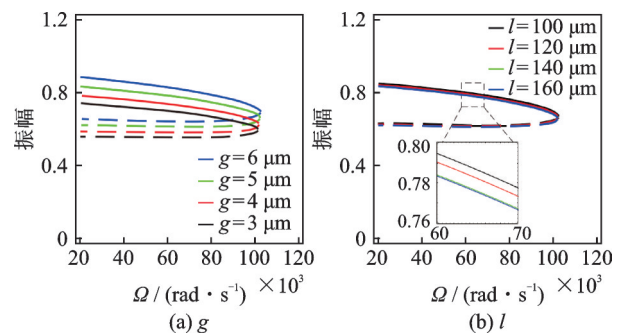 振幅
1.2
0.8
0.4
0
g=6 μm
g=5 μm
g=4 μm
g=3 μm
20 40 60 80 100 120
×10³
Ω / (rad·s⁻¹)
(a) g
振幅
1.2
0.8
0.4
0
l=100 μm
l=120 μm
l=140 μm
l=160 μm
0.80
0.78
0.76
60 70
20 40 60 80 100 120
×10³
Ω / (rad·s⁻¹)
(b) l